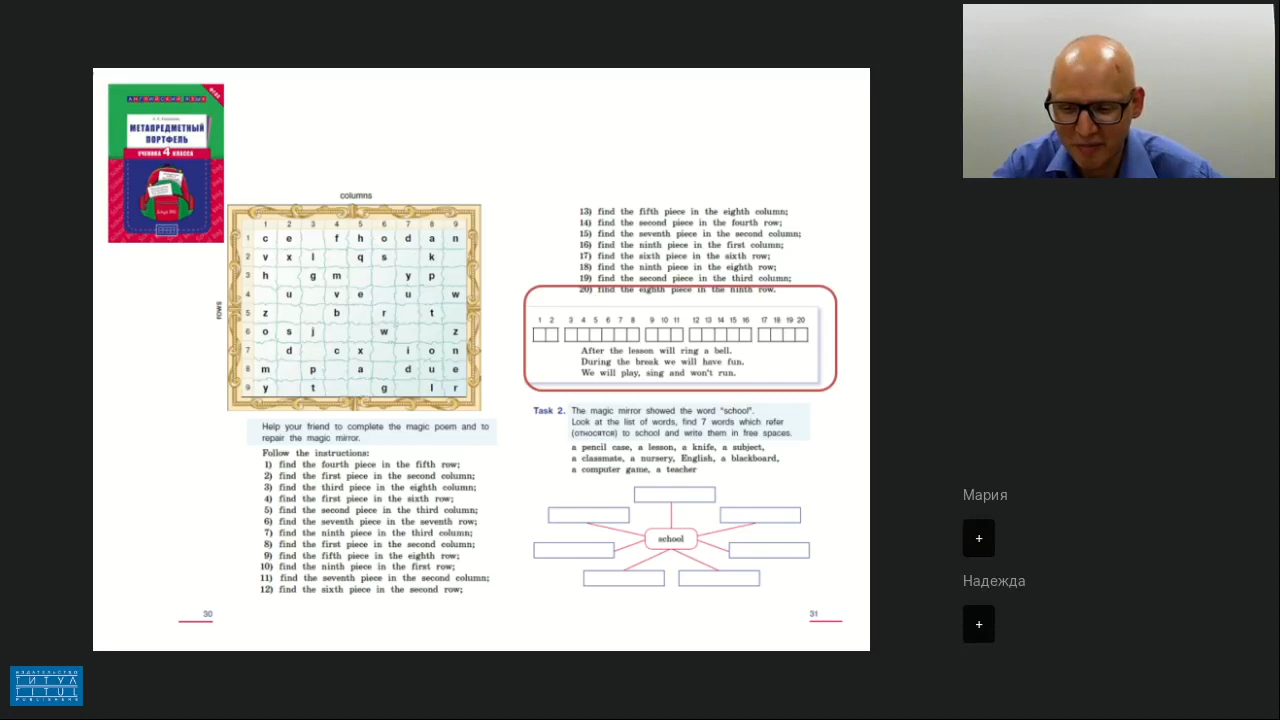 АНГЛИЙСКИЙ ЯЗЫК
МЕТАПРЕДМЕТНЫЙ
ПОРТФЕЛЬ
УЧЕНИКА 4 КЛАССА
columns
rows
1 2 3 4 5 6 7 8 9
1 c e f h o d a n
2 v x l q s k
3 h g m y p
4 u v e u w
5 z b r t
6 o s j w z
7 d c x i o n
8 m p a d u e
9 y t g l r
Help your friend to complete the magic poem and to
repair the magic mirror.
Follow the instructions:
1) find the fourth piece in the fifth row;
2) find the first piece in the second column;
3) find the third piece in the eighth column;
4) find the first piece in the sixth row;
5) find the second piece in the third column;
6) find the seventh piece in the seventh row;
7) find the ninth piece in the third column;
8) find the first piece in the second column;
9) find the fifth piece in the eighth row;
10) find the ninth piece in the first row;
11) find the seventh piece in the second column;
12) find the sixth piece in the second row;
30
13) find the fifth piece in the eighth column;
14) find the second piece in the fourth row;
15) find the seventh piece in the second column;
16) find the ninth piece in the first column;
17) find the sixth piece in the sixth row;
18) find the ninth piece in the eighth row;
19) find the second piece in the third column;
20) find the eighth piece in the ninth row.
1 2 3 4 5 6 7 8 9 10 11 12 13 14 15 16 17 18 19 20
After the lesson will ring a bell.
During the break we will have fun.
We will play, sing and won't run.
Task 2. The magic mirror showed the word "school".
Look at the list of words, find 7 words which refer
(относятся) to school and write them in free spaces.
a pencil case, a lesson, a knife, a subject,
a classmate, a nursery, English, a blackboard,
a computer game, a teacher
school
31
Мария
+
Надежда
+
ИЗДАТЕЛЬСТВО
ТИТУЛ
TITUL
PUBLISHERS